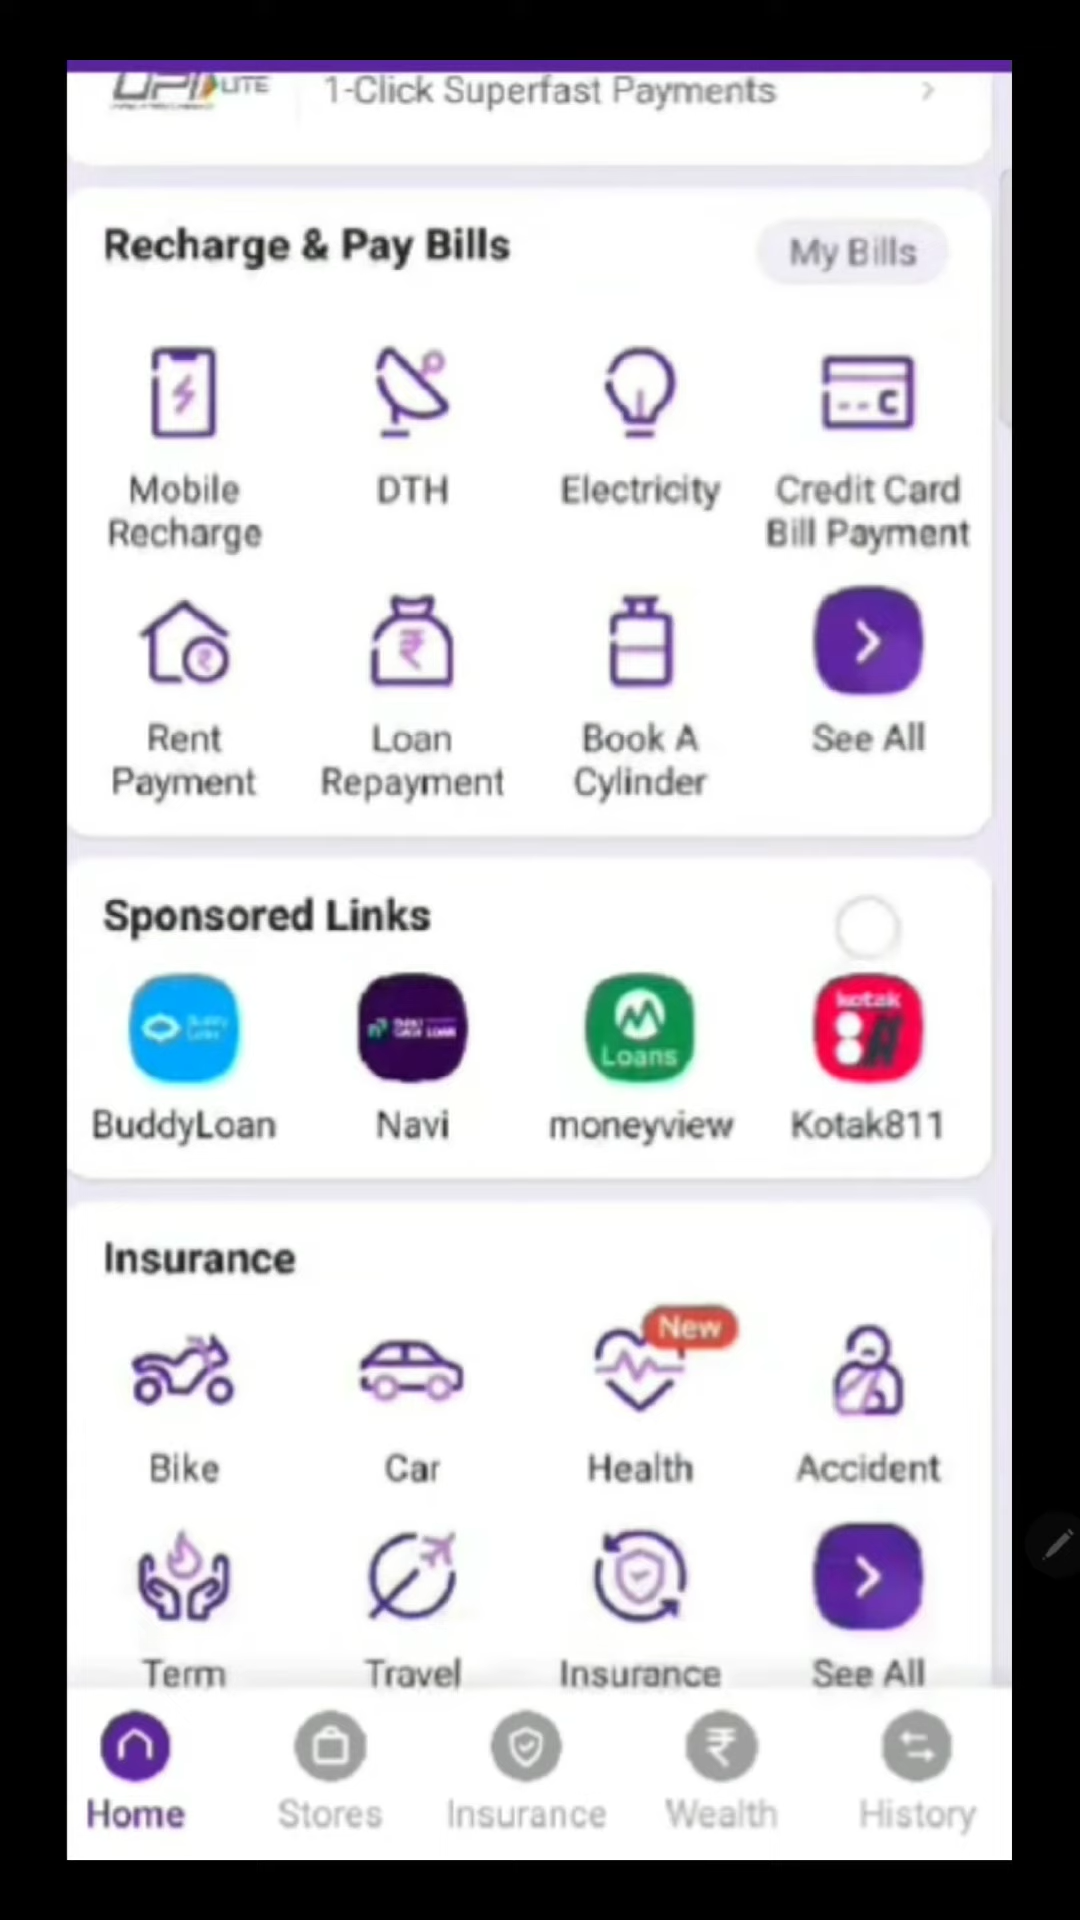 UPI LITE
1-Click Superfast Payments
Recharge & Pay Bills
My Bills
Mobile
Recharge
DTH
Electricity
Credit Card
Bill Payment
Rent
Payment
Loan
Repayment
Book A
Cylinder
See All
Sponsored Links
Loans
kotak
811
BuddyLoan
Navi
moneyview
Kotak811
Insurance
New
Bike
Car
Health
Accident
Term
Travel
Insurance
See All
Home
Stores
Insurance
Wealth
History